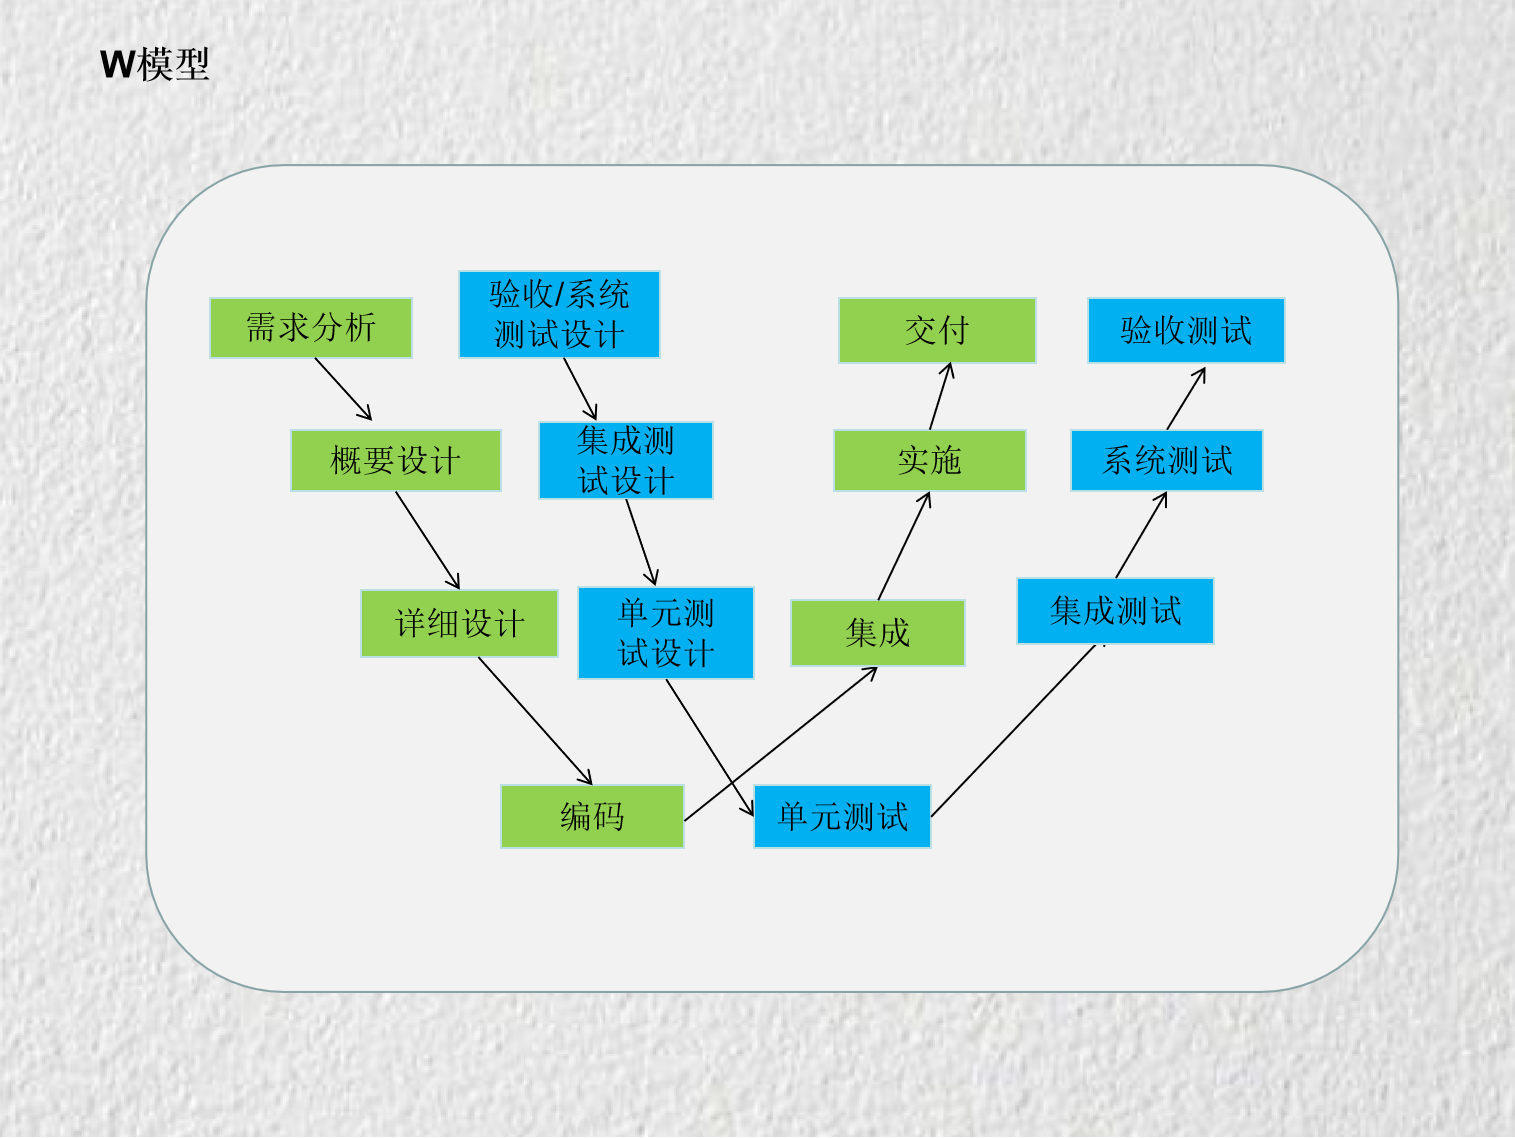 W模型
需求分析
验收/系统
测试设计
交付
验收测试
概要设计
集成测
试设计
实施
系统测试
详细设计
单元测
试设计
集成
集成测试
编码
单元测试